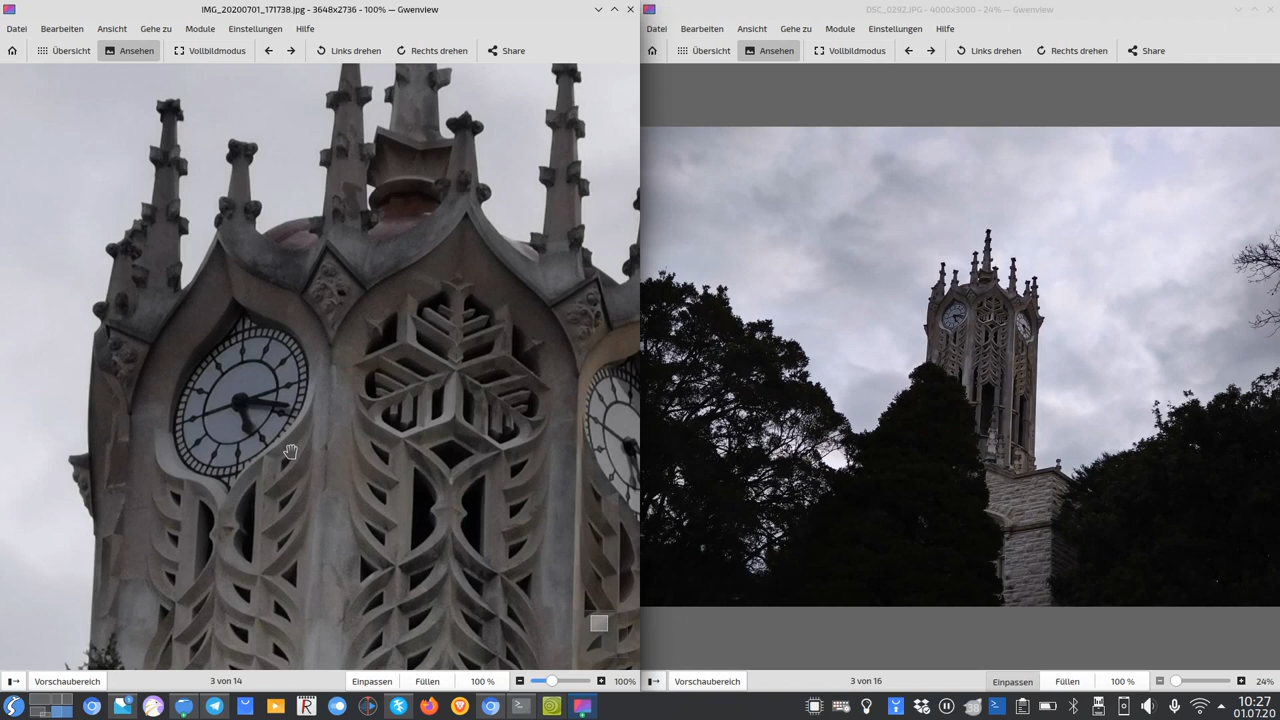 IMG_20200701_171738.jpg - 3648x2736 - 100% — Gwenview
Datei Bearbeiten Ansicht Gehe zu Module Einstellungen Hilfe
Übersicht Ansehen Vollbildmodus Links drehen Rechts drehen Share
Vorschaubereich 3 von 14 Einpassen Füllen 100 % 100%
DSC_0292.JPG - 4000x3000 - 24% — Gwenview
Datei Bearbeiten Ansicht Gehe zu Module Einstellungen Hilfe
Übersicht Ansehen Vollbildmodus Links drehen Rechts drehen Share
Vorschaubereich 3 von 16 Einpassen Füllen 100 % 24%
R
38
10:27
01.07.20